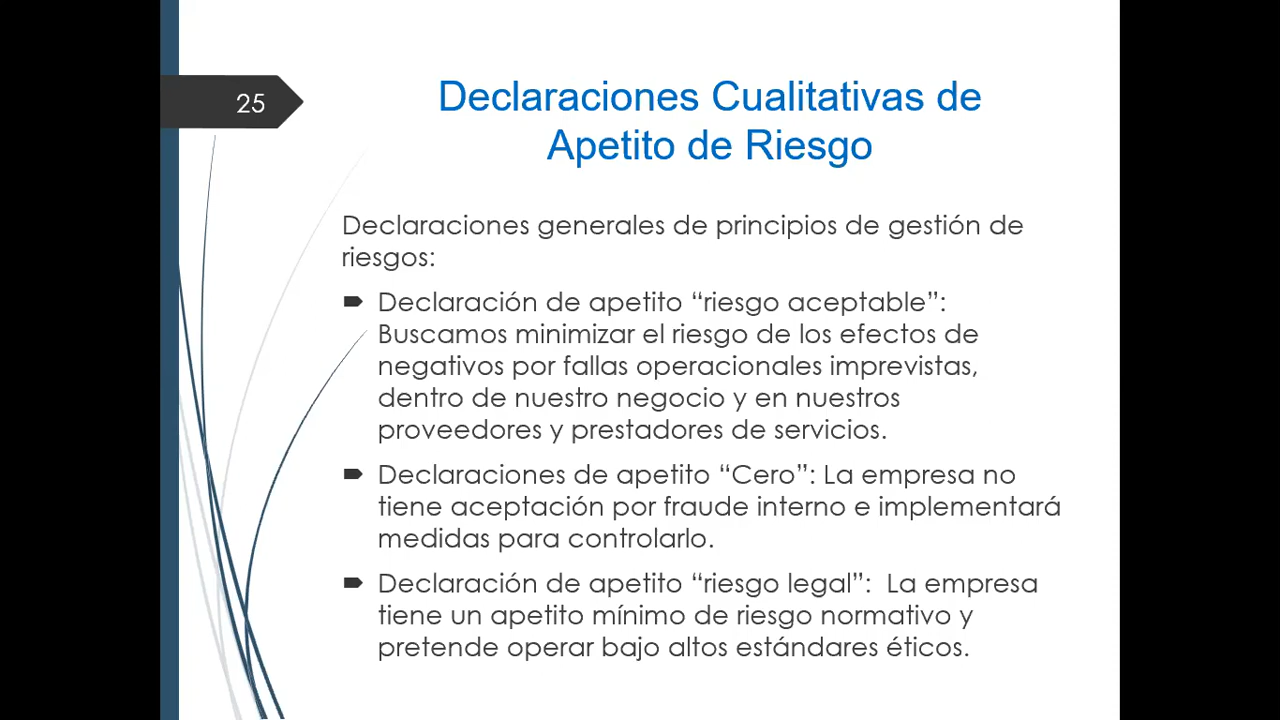 25
Declaraciones Cualitativas de
Apetito de Riesgo
Declaraciones generales de principios de gestión de
riesgos:
Declaración de apetito “riesgo aceptable”:
Buscamos minimizar el riesgo de los efectos de
negativos por fallas operacionales imprevistas,
dentro de nuestro negocio y en nuestros
proveedores y prestadores de servicios.
Declaraciones de apetito “Cero”: La empresa no
tiene aceptación por fraude interno e implementará
medidas para controlarlo.
Declaración de apetito “riesgo legal”:  La empresa
tiene un apetito mínimo de riesgo normativo y
pretende operar bajo altos estándares éticos.